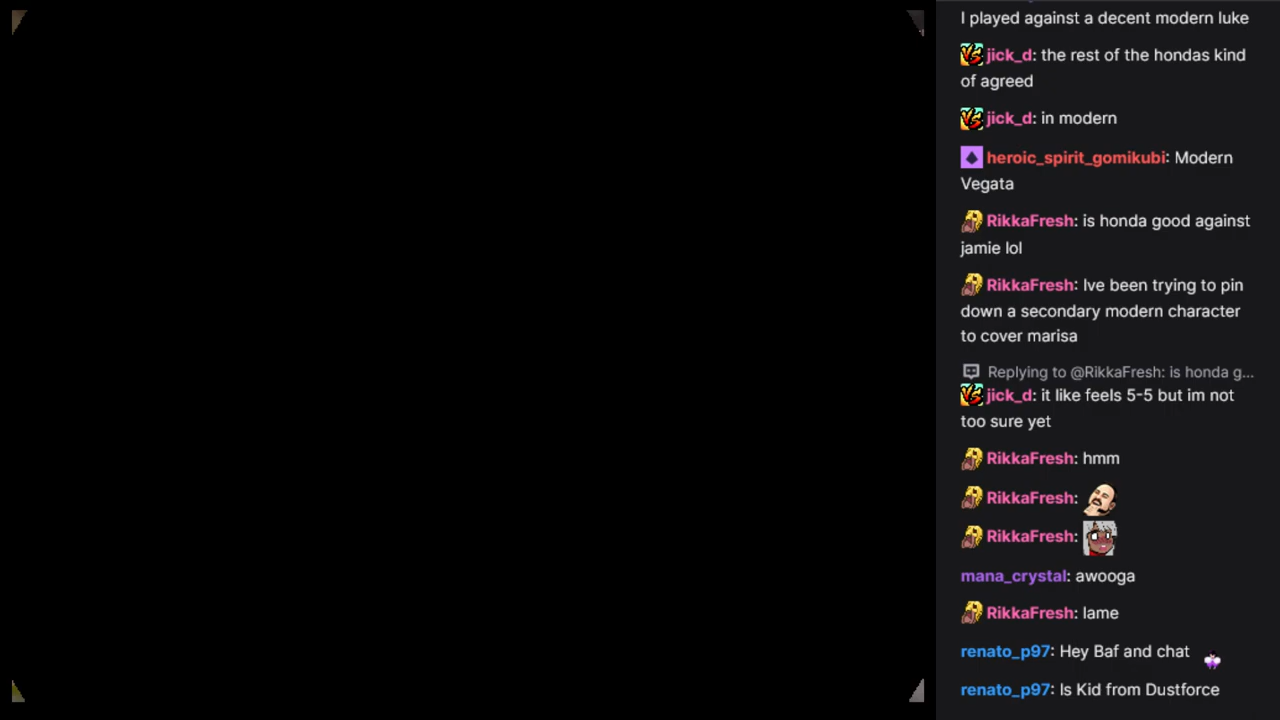 I played against a decent modern luke
jick_d: the rest of the hondas kind
of agreed
jick_d: in modern
heroic_spirit_gomikubi: Modern
Vegata
RikkaFresh: is honda good against
jamie lol
RikkaFresh: Ive been trying to pin
down a secondary modern character
to cover marisa
Replying to @RikkaFresh: is honda g...
jick_d: it like feels 5-5 but im not
too sure yet
RikkaFresh: hmm
RikkaFresh:
RikkaFresh:
mana_crystal: awooga
RikkaFresh: lame
renato_p97: Hey Baf and chat
renato_p97: Is Kid from Dustforce